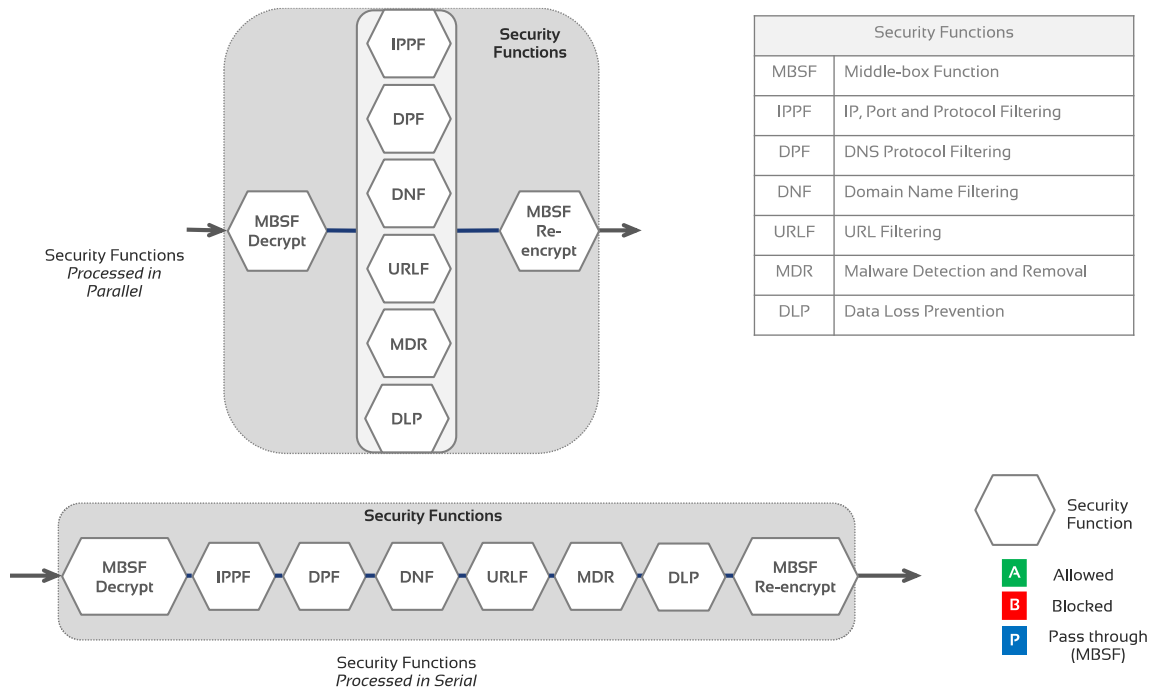 Security
Functions
IPPF
DPF
DNF
URLF
MDR
DLP
MBSF
Decrypt
MBSF
Re-
encrypt
Security Functions
Processed in
Parallel
Security Functions
MBSF Middle-box Function
IPPF IP, Port and Protocol Filtering
DPF DNS Protocol Filtering
DNF Domain Name Filtering
URLF URL Filtering
MDR Malware Detection and Removal
DLP Data Loss Prevention
Security Functions
MBSF
Decrypt
IPPF
DPF
DNF
URLF
MDR
DLP
MBSF
Re-encrypt
Security Functions
Processed in Serial
Security
Function
A Allowed
B Blocked
P Pass through
(MBSF)